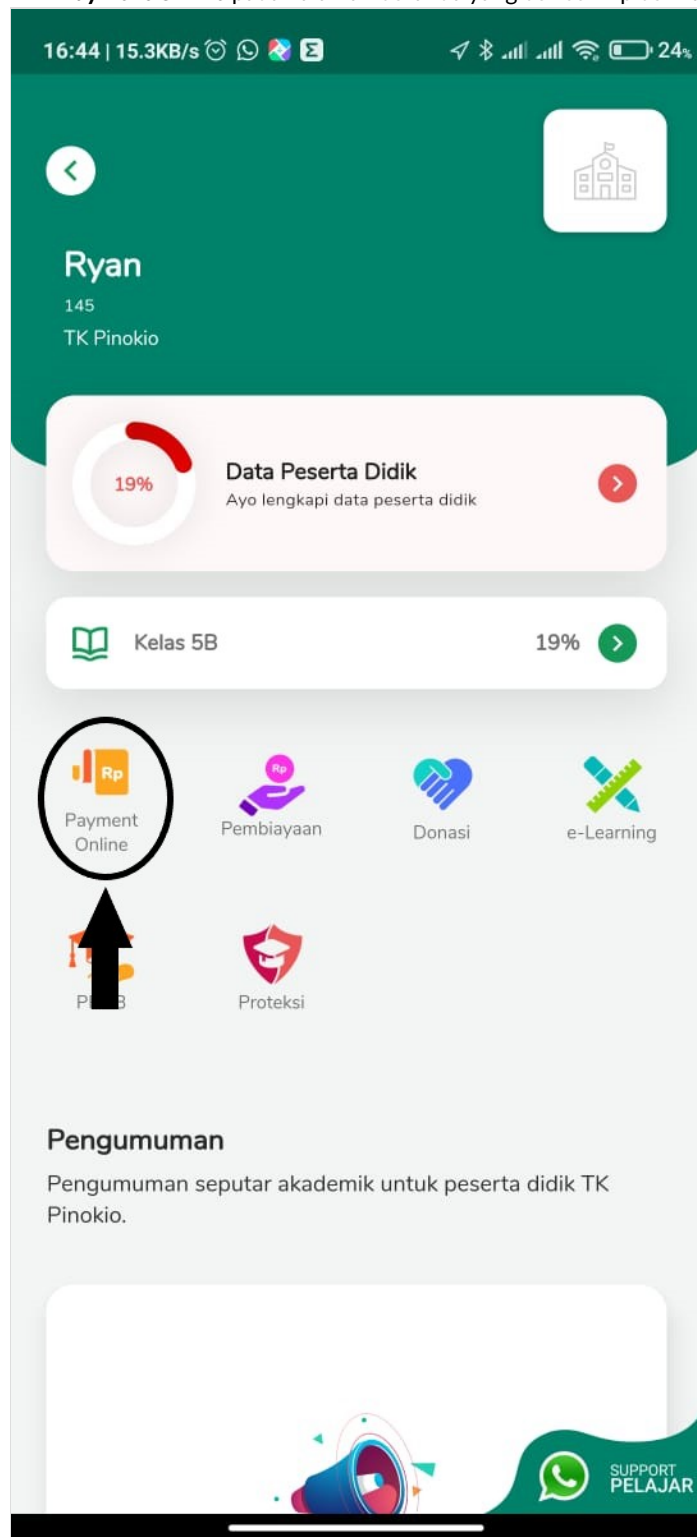 16:44 | 15.3KB/s
24%
Ryan
145
TK Pinokio
19%
Data Peserta Didik
Ayo lengkapi data peserta didik
Kelas 5B
19%
Rp
Rp
Payment
Online
Pembiayaan
Donasi
e-Learning
Proteksi
Pengumuman
Pengumuman seputar akademik untuk peserta didik TK
Pinokio.
SUPPORT
PELAJAR